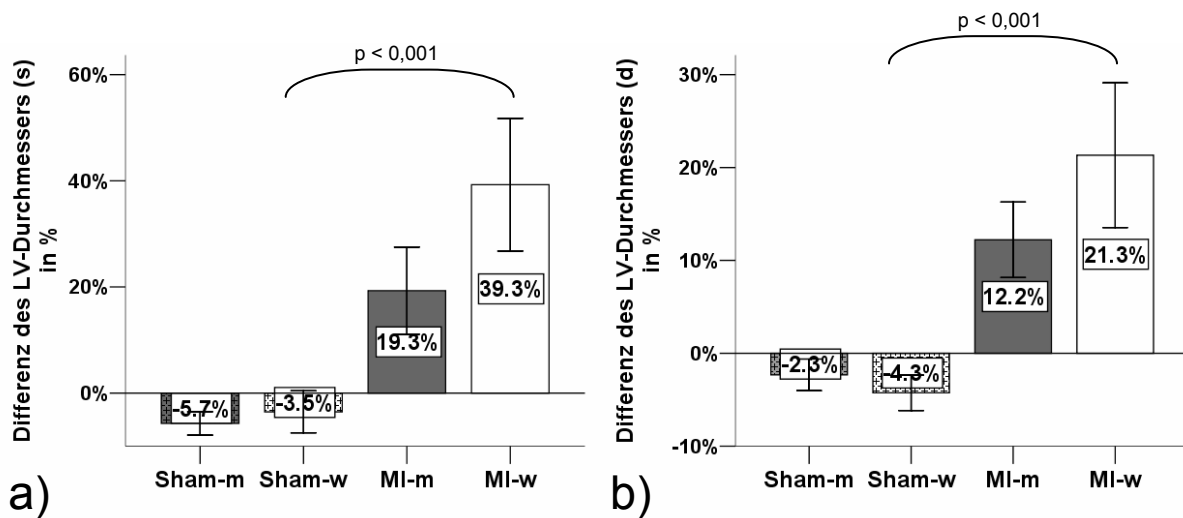 p < 0,001
Differenz des LV-Durchmessers (s)
in %
60%
40%
20%
0%
-5.7%
-3.5%
19.3%
39.3%
Sham-m
Sham-w
MI-m
MI-w
a)
p < 0,001
Differenz des LV-Durchmessers (d)
in %
30%
20%
10%
0%
-10%
-2.3%
-4.3%
12.2%
21.3%
Sham-m
Sham-w
MI-m
MI-w
b)